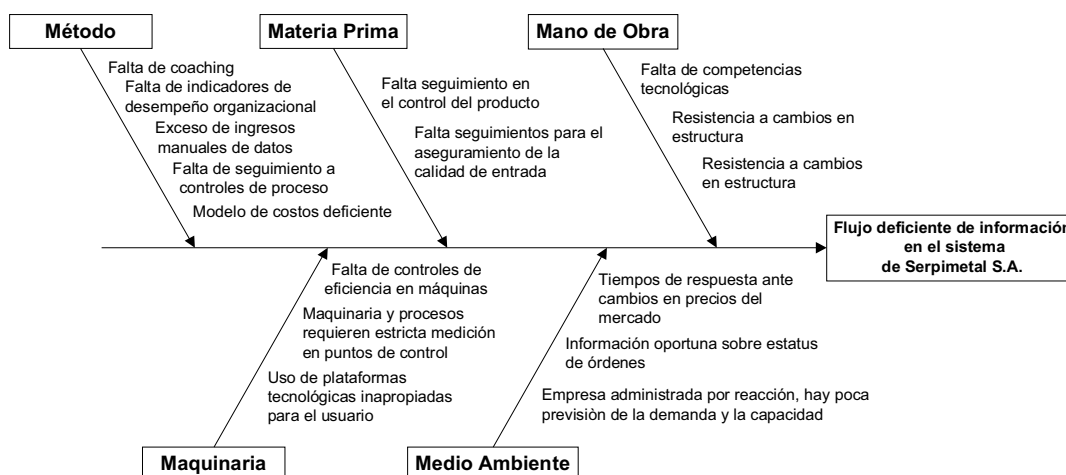 Método
Materia Prima
Mano de Obra
Falta de coaching
Falta de indicadores de
desempeño organizacional
Exceso de ingresos
manuales de datos
Falta de seguimiento a
controles de proceso
Modelo de costos deficiente
Falta seguimiento en
el control del producto
Falta seguimientos para el
aseguramiento de la
calidad de entrada
Falta de competencias
tecnológicas
Resistencia a cambios en
estructura
Resistencia a cambios
en estructura
Flujo deficiente de información
en el sistema
de Serpimetal S.A.
Falta de controles de
eficiencia en máquinas
Maquinaria y procesos
requieren estricta medición
en puntos de control
Uso de plataformas
tecnológicas inapropiadas
para el usuario
Tiempos de respuesta ante
cambios en precios del
mercado
Información oportuna sobre estatus
de órdenes
Empresa administrada por reacción, hay poca
previsiòn de la demanda y la capacidad
Maquinaria
Medio Ambiente